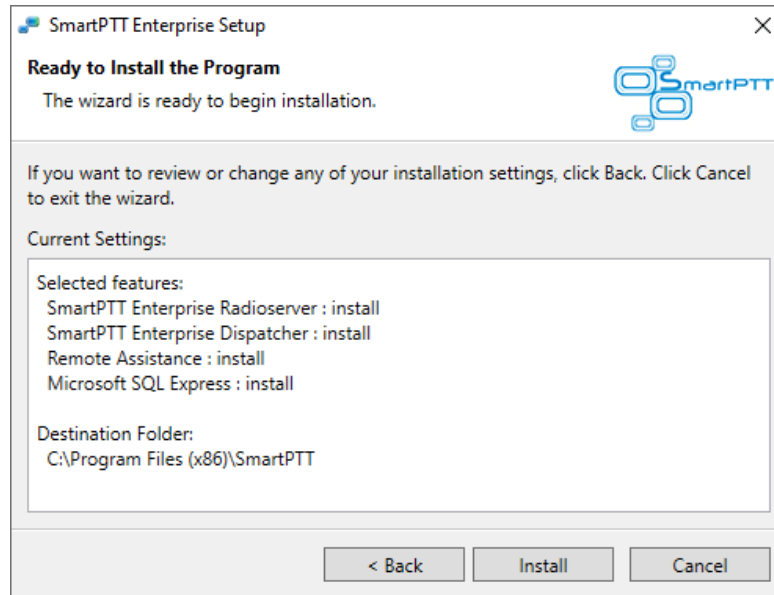 SmartPTT Enterprise Setup
Ready to Install the Program
The wizard is ready to begin installation.
SmartPTT
If you want to review or change any of your installation settings, click Back. Click Cancel
to exit the wizard.
Current Settings:
Selected features:
SmartPTT Enterprise Radioserver : install
SmartPTT Enterprise Dispatcher : install
Remote Assistance : install
Microsoft SQL Express : install
Destination Folder:
C:\Program Files (x86)\SmartPTT
< Back
Install
Cancel